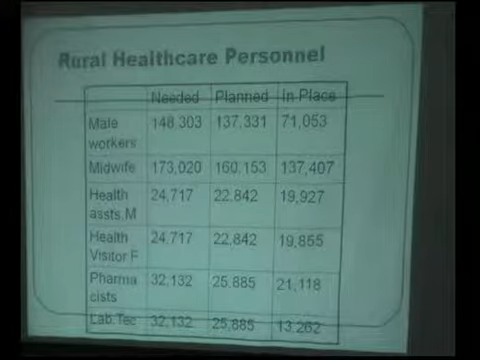 Rural Healthcare Personnel
Needed Planned In Place
Male workers 148,303 137,331 71,053
Midwife 173,020 160,153 137,407
Health assts.M 24,717 22,842 19,927
Health Visitor F 24,717 22,842 19,855
Pharma cists 32,132 25,885 21,118
Lab.Tec 32,132 25,885 13,262